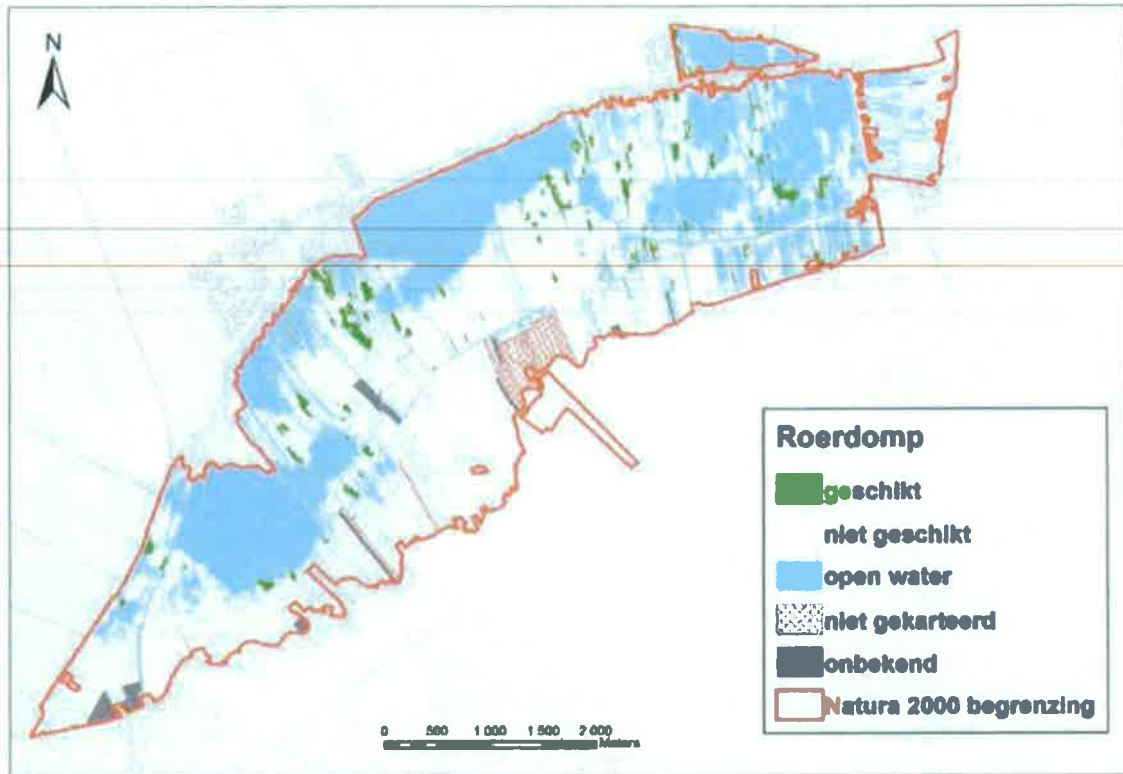 N
Roerdomp
geschikt
niet geschikt
open water
niet gekarteerd
onbekend
Natura 2000 begrenzing
0 500 1 000 1 500 2 000
Meters